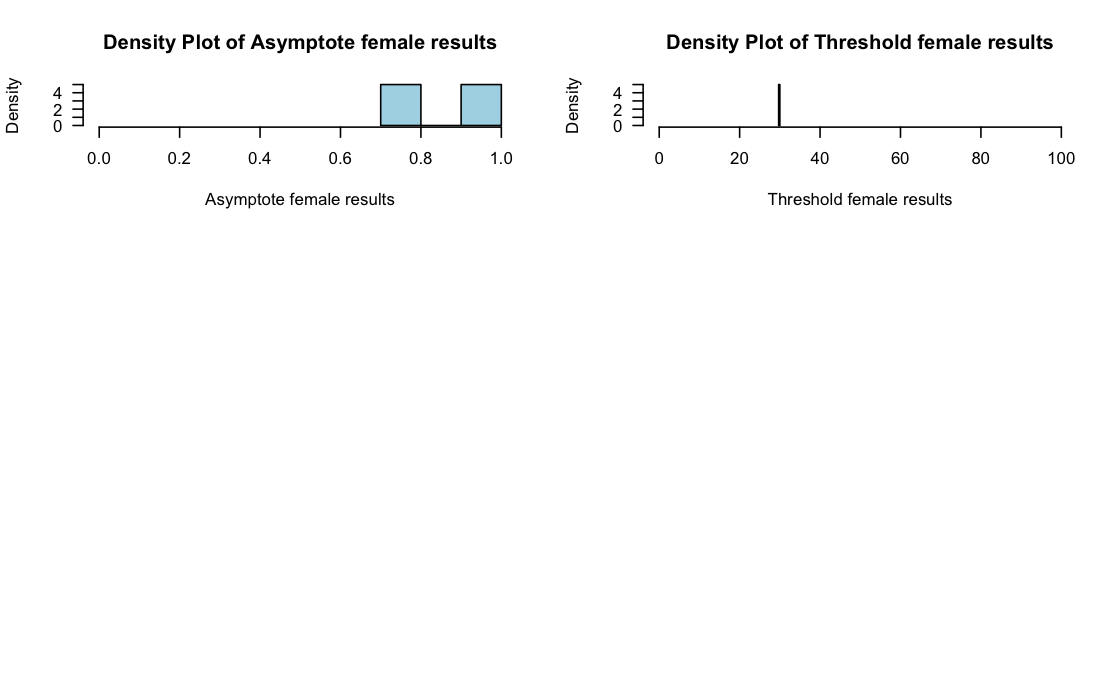 Density Plot of Asymptote female results
Density
4
2
0
0.0 0.2 0.4 0.6 0.8 1.0
Asymptote female results
Density Plot of Threshold female results
Density
4
2
0
0 20 40 60 80 100
Threshold female results